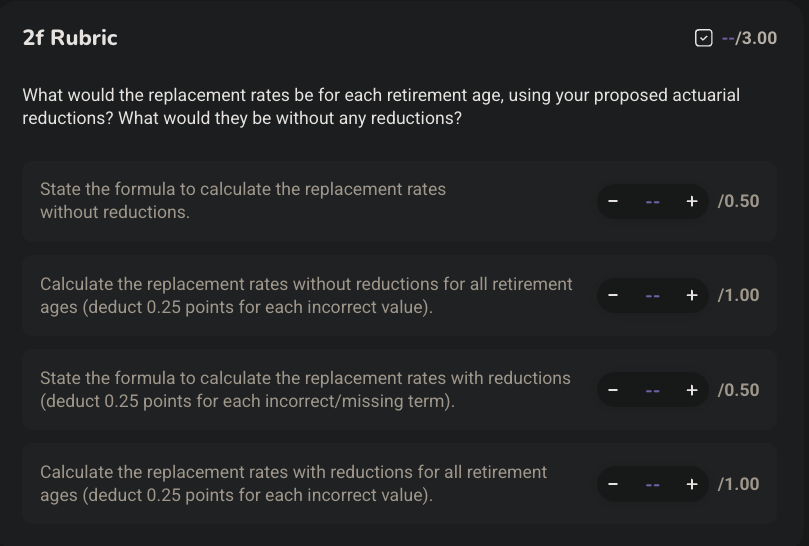 2f Rubric
--/3.00
What would the replacement rates be for each retirement age, using your proposed actuarial
reductions? What would they be without any reductions?
State the formula to calculate the replacement rates
without reductions.
− -- + /0.50
Calculate the replacement rates without reductions for all retirement
ages (deduct 0.25 points for each incorrect value).
− -- + /1.00
State the formula to calculate the replacement rates with reductions
(deduct 0.25 points for each incorrect/missing term).
− -- + /0.50
Calculate the replacement rates with reductions for all retirement
ages (deduct 0.25 points for each incorrect value).
− -- + /1.00